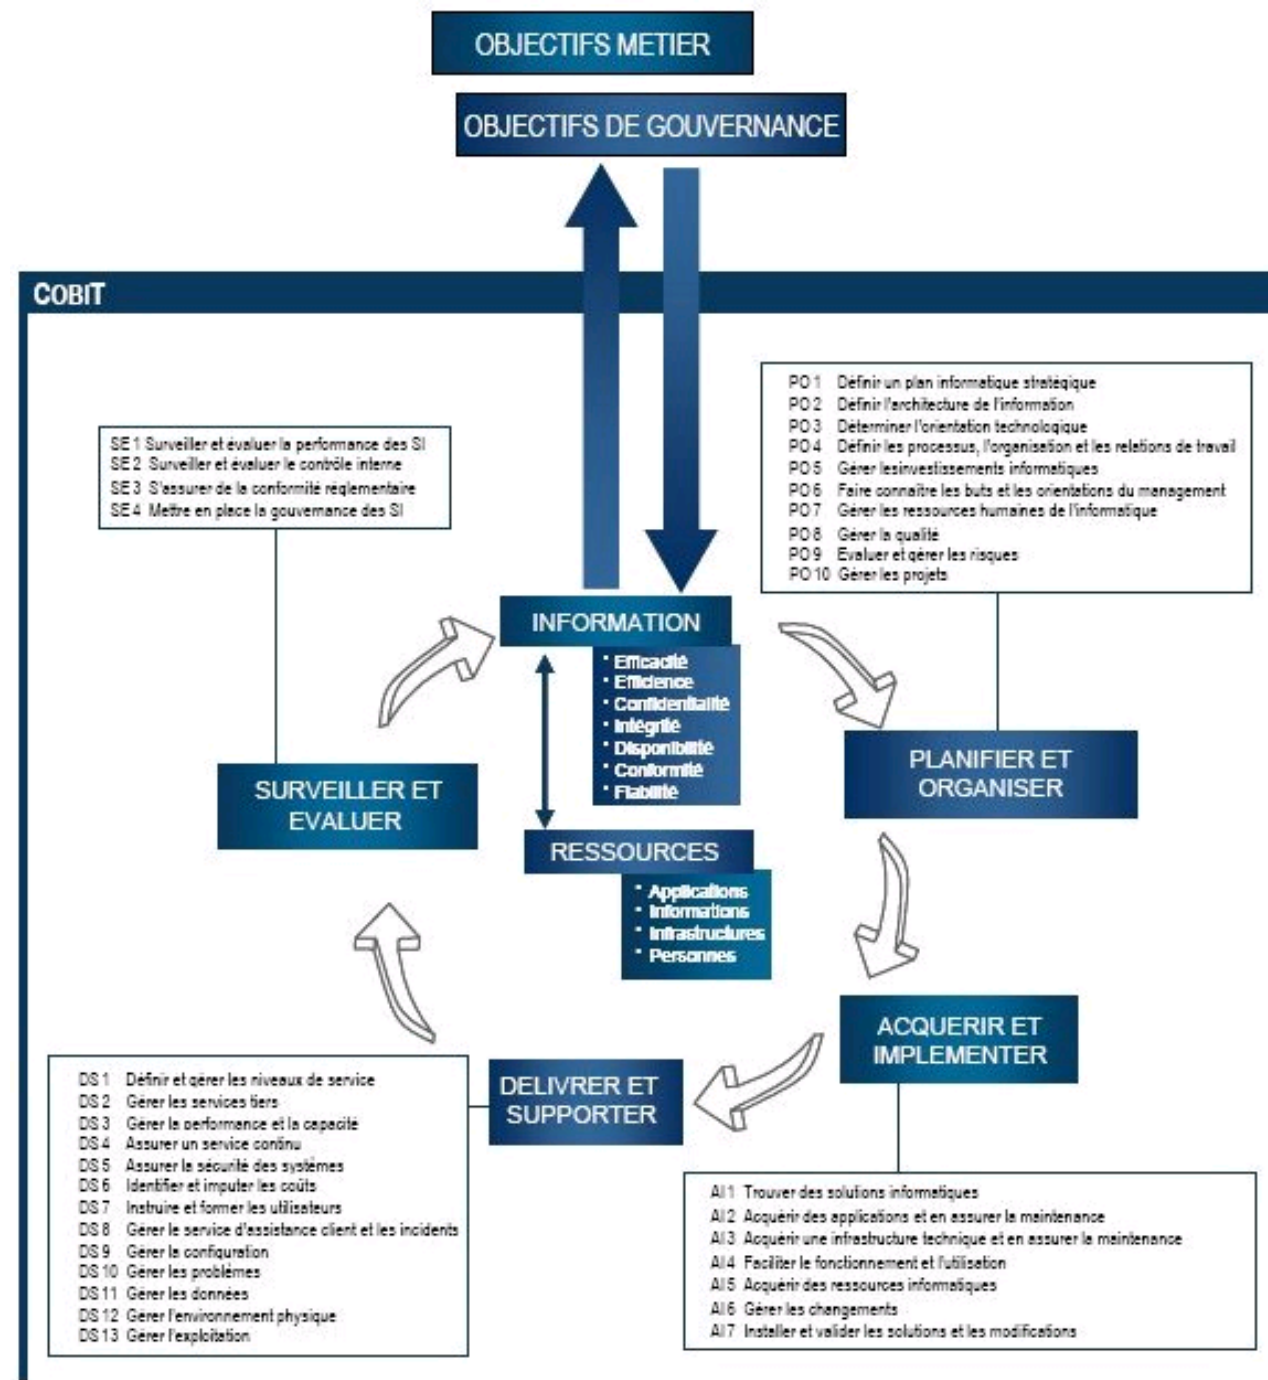 OBJECTIFS METIER
OBJECTIFS DE GOUVERNANCE
COBIT
SE 1 Surveiller et évaluer la performance des SI
SE 2 Surveiller et évaluer le contrôle interne
SE 3 S'assurer de la conformité réglementaire
SE 4 Mettre en place la gouvernance des SI
PO 1 Définir un plan informatique stratégique
PO 2 Définir l'architecture de l'information
PO 3 Déterminer l'orientation technologique
PO 4 Définir les processus, l'organisation et les relations de travail
PO 5 Gérer lesinvestissements informatiques
PO 6 Faire connaître les buts et les orientations du management
PO 7 Gérer les ressources humaines de l'informatique
PO 8 Gérer la qualité
PO 9 Evaluer et gérer les risques
PO 10 Gérer les projets
INFORMATION
• Efficacité
• Efficience
• Confidentialité
• Intégrité
• Disponibilité
• Conformité
• Fiabilité
PLANIFIER ET
ORGANISER
SURVEILLER ET
EVALUER
RESSOURCES
• Applications
• Informations
• Infrastructures
• Personnes
ACQUERIR ET
IMPLEMENTER
DELIVRER ET
SUPPORTER
DS 1 Définir et gérer les niveaux de service
DS 2 Gérer les services tiers
DS 3 Gérer la performance et la capacité
DS 4 Assurer un service continu
DS 5 Assurer la sécurité des systèmes
DS 6 Identifier et imputer les coûts
DS 7 Instruire et former les utilisateurs
DS 8 Gérer le service d'assistance client et les incidents
DS 9 Gérer la configuration
DS 10 Gérer les problèmes
DS 11 Gérer les données
DS 12 Gérer l'environnement physique
DS 13 Gérer l'exploitation
AI 1 Trouver des solutions informatiques
AI 2 Acquérir des applications et en assurer la maintenance
AI 3 Acquérir une infrastructure technique et en assurer la maintenance
AI 4 Faciliter le fonctionnement et l'utilisation
AI 5 Acquérir des ressources informatiques
AI 6 Gérer les changements
AI 7 Installer et valider les solutions et les modifications